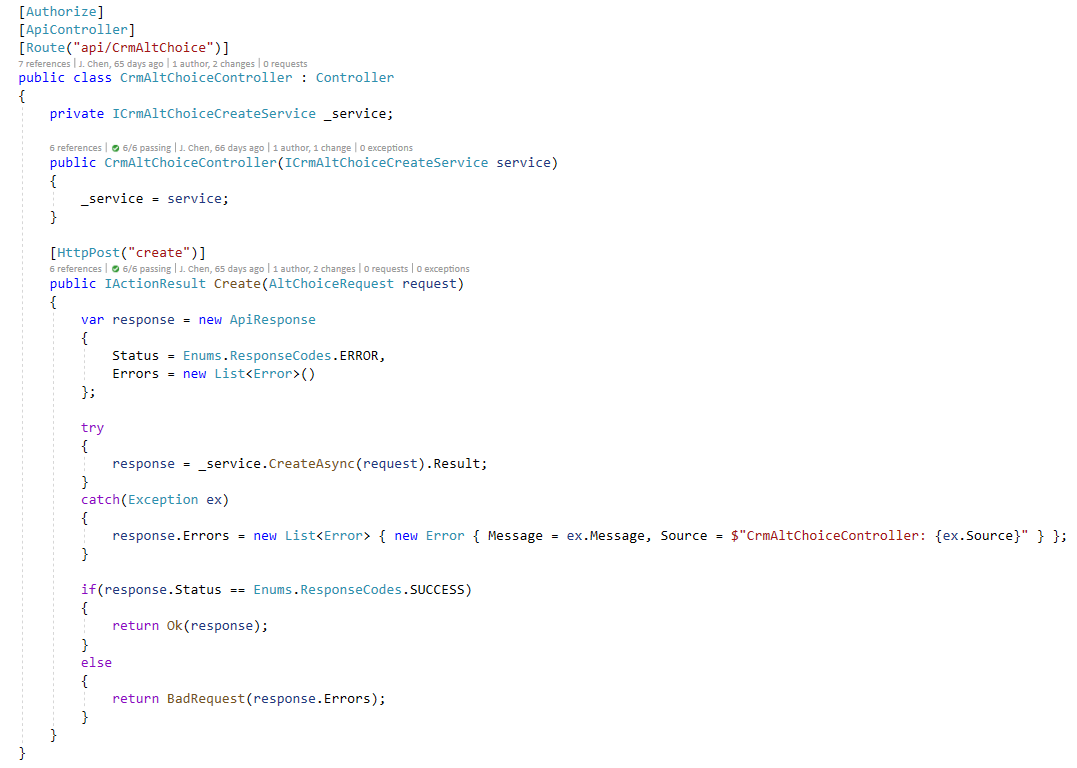 [Authorize]
[ApiController]
[Route("api/CrmAltChoice")]
7 references | J. Chen, 65 days ago | 1 author, 2 changes | 0 requests
public class CrmAltChoiceController : Controller
{
    private ICrmAltChoiceCreateService _service;
    6 references | 6/6 passing | J. Chen, 66 days ago | 1 author, 1 change | 0 exceptions
    public CrmAltChoiceController(ICrmAltChoiceCreateService service)
    {
        _service = service;
    }
    [HttpPost("create")]
    6 references | 6/6 passing | J. Chen, 65 days ago | 1 author, 2 changes | 0 requests | 0 exceptions
    public IActionResult Create(AltChoiceRequest request)
    {
        var response = new ApiResponse
        {
            Status = Enums.ResponseCodes.ERROR,
            Errors = new List<Error>()
        };
        try
        {
            response = _service.CreateAsync(request).Result;
        }
        catch(Exception ex)
        {
            response.Errors = new List<Error> { new Error { Message = ex.Message, Source = $"CrmAltChoiceController: {ex.Source}" } };
        }
        if(response.Status == Enums.ResponseCodes.SUCCESS)
        {
            return Ok(response);
        }
        else
        {
            return BadRequest(response.Errors);
        }
    }
}